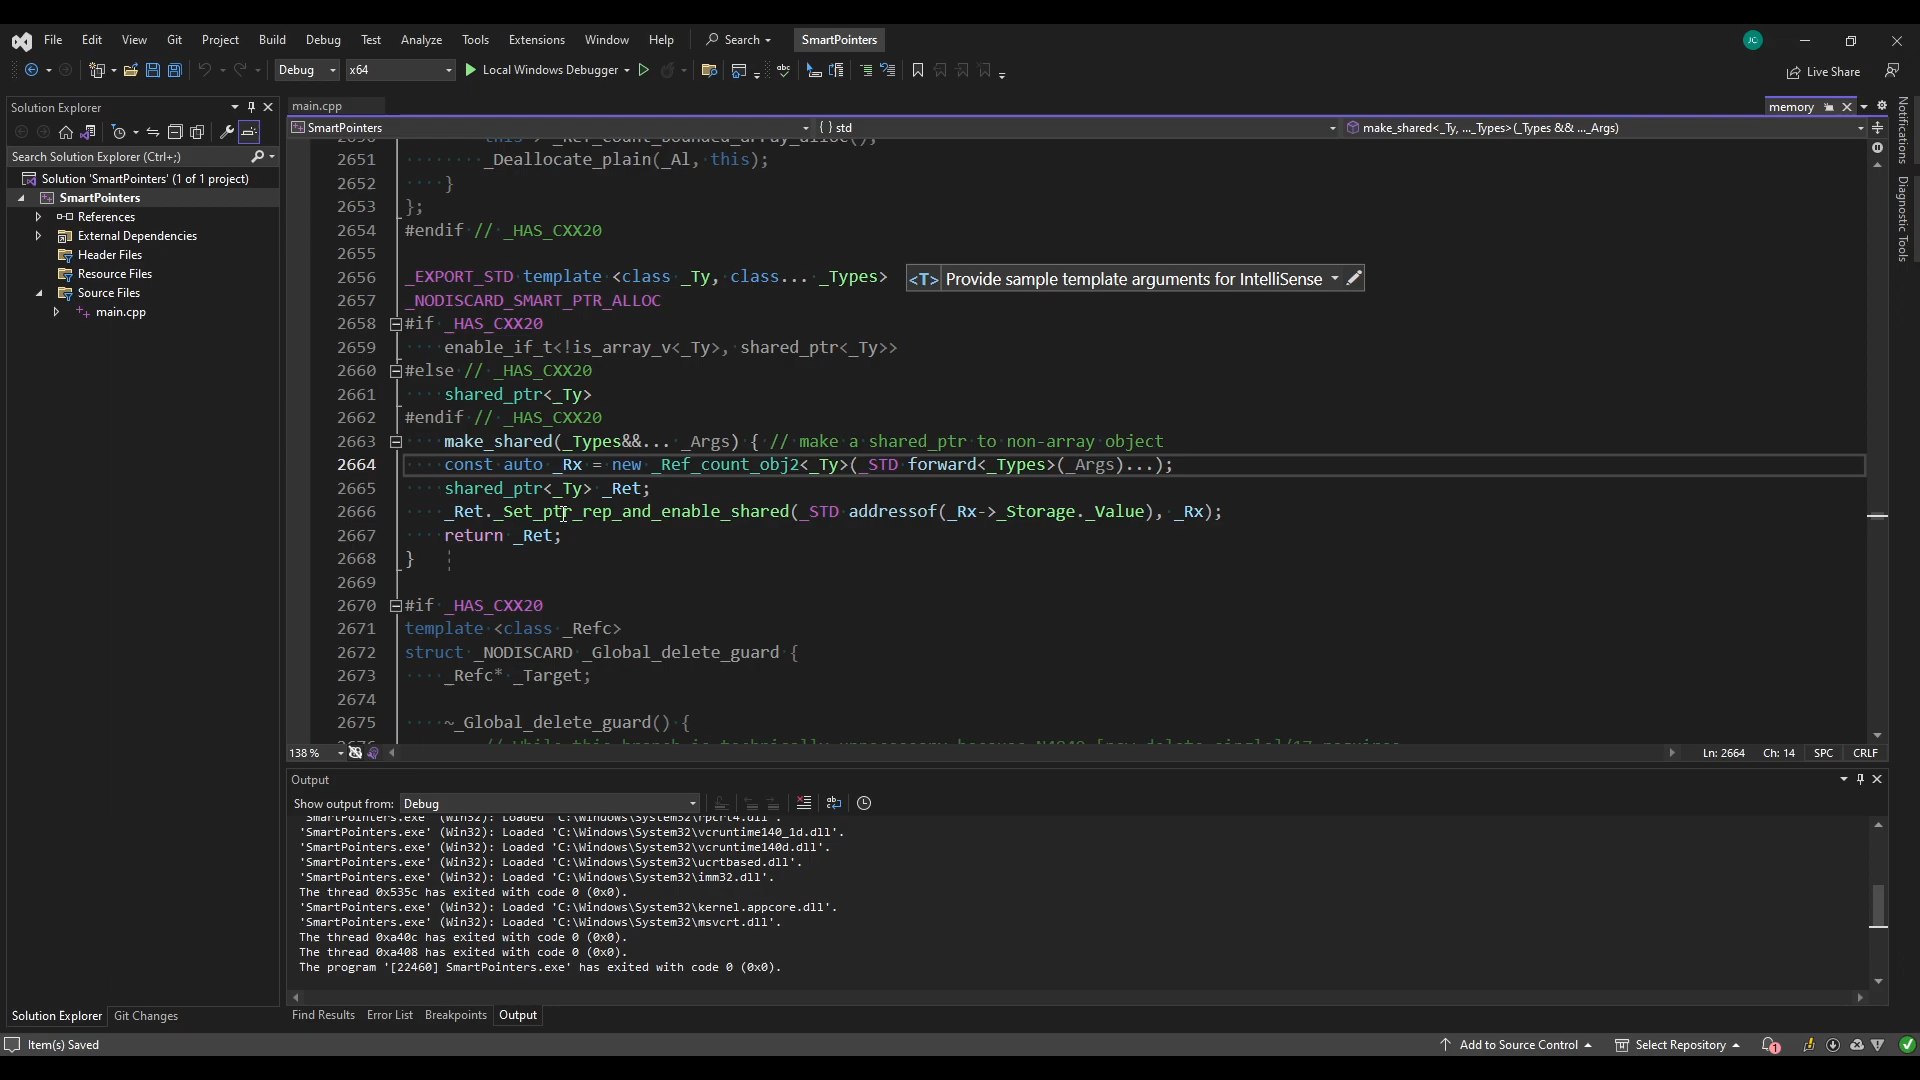 File Edit View Git Project Build Debug Test Analyze Tools Extensions Window Help Search SmartPointers JC
Debug x64 Local Windows Debugger Live Share
Solution Explorer
Search Solution Explorer (Ctrl+;)
Solution 'SmartPointers' (1 of 1 project)
SmartPointers
References
External Dependencies
Header Files
Resource Files
Source Files
main.cpp
main.cpp memory
SmartPointers { } std make_shared<_Ty, ..._Types>(_Types && ..._Args)
2651 _Deallocate_plain(_Al, this);
2652 }
2653 };
2654 #endif // _HAS_CXX20
2655
2656 _EXPORT_STD template <class _Ty, class... _Types> <T> Provide sample template arguments for IntelliSense
2657 _NODISCARD_SMART_PTR_ALLOC
2658 #if _HAS_CXX20
2659 enable_if_t<!is_array_v<_Ty>, shared_ptr<_Ty>>
2660 #else // _HAS_CXX20
2661 shared_ptr<_Ty>
2662 #endif // _HAS_CXX20
2663 make_shared(_Types&&... _Args) { // make a shared_ptr to non-array object
2664 const auto _Rx = new _Ref_count_obj2<_Ty>(_STD forward<_Types>(_Args)...);
2665 shared_ptr<_Ty> _Ret;
2666 _Ret._Set_ptr_rep_and_enable_shared(_STD addressof(_Rx->_Storage._Value), _Rx);
2667 return _Ret;
2668 }
2669
2670 #if _HAS_CXX20
2671 template <class _Refc>
2672 struct _NODISCARD _Global_delete_guard {
2673 _Refc* _Target;
2674
2675 ~_Global_delete_guard() {
138 % Ln: 2664 Ch: 14 SPC CRLF
Output
Show output from: Debug
'SmartPointers.exe' (Win32): Loaded 'C:\Windows\System32\rpcrt4.dll'.
'SmartPointers.exe' (Win32): Loaded 'C:\Windows\System32\vcruntime140_1d.dll'.
'SmartPointers.exe' (Win32): Loaded 'C:\Windows\System32\vcruntime140d.dll'.
'SmartPointers.exe' (Win32): Loaded 'C:\Windows\System32\ucrtbased.dll'.
'SmartPointers.exe' (Win32): Loaded 'C:\Windows\System32\imm32.dll'.
The thread 0x535c has exited with code 0 (0x0).
'SmartPointers.exe' (Win32): Loaded 'C:\Windows\System32\kernel.appcore.dll'.
'SmartPointers.exe' (Win32): Loaded 'C:\Windows\System32\msvcrt.dll'.
The thread 0xa40c has exited with code 0 (0x0).
The thread 0xa408 has exited with code 0 (0x0).
The program '[22460] SmartPointers.exe' has exited with code 0 (0x0).
Solution Explorer Git Changes Find Results Error List Breakpoints Output
Item(s) Saved Add to Source Control Select Repository 1
Notifications
Diagnostic Tools